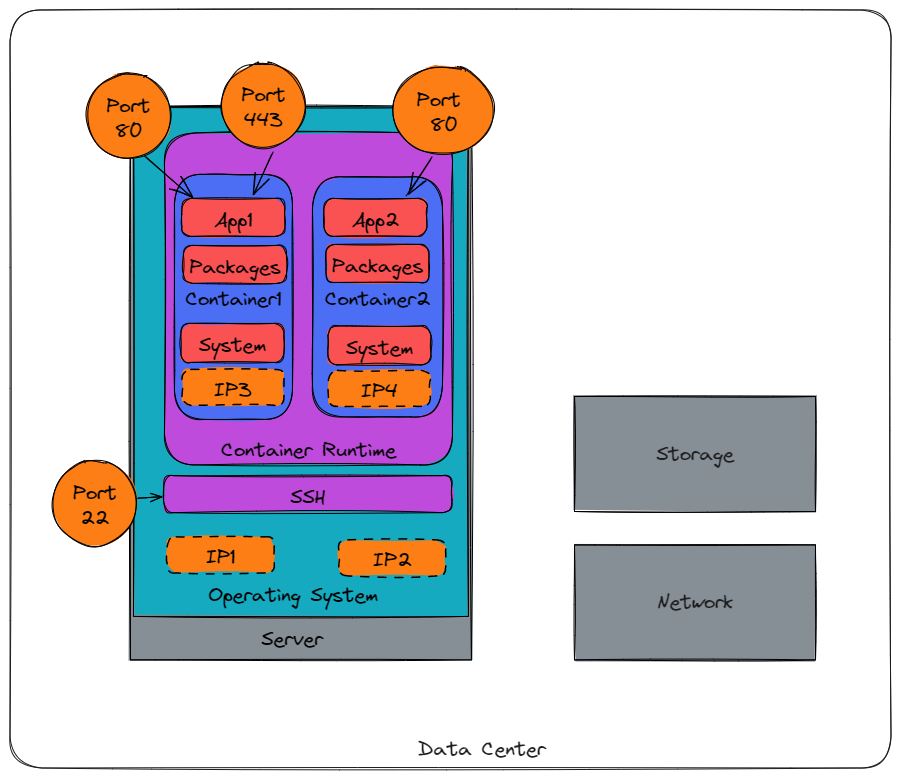 Port
80
Port
443
Port
80
App1
App2
Packages
Packages
Container1
Container2
System
System
IP3
IP4
Container Runtime
Port
22
SSH
IP1
IP2
Operating System
Server
Storage
Network
Data Center